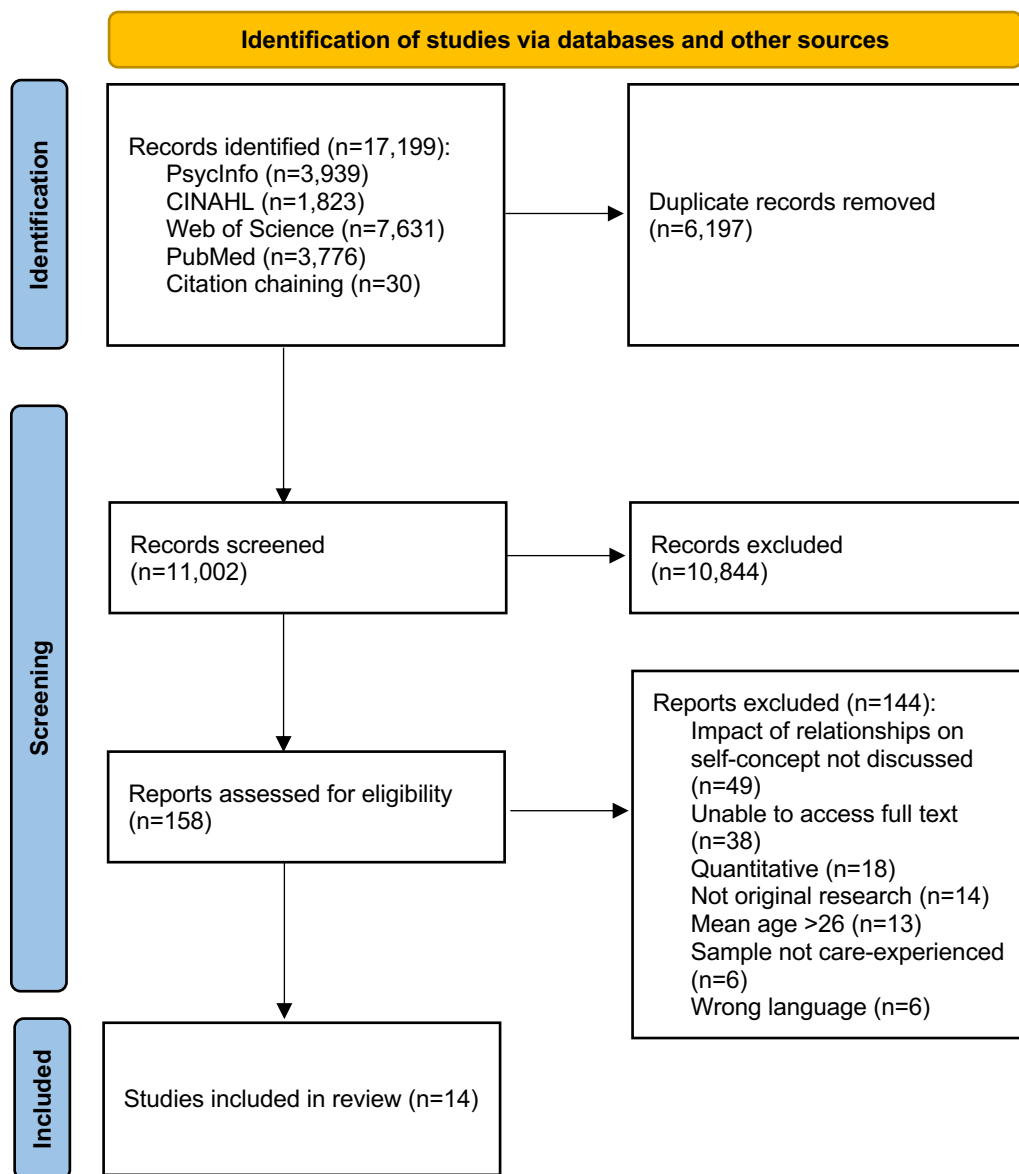 Identification of studies via databases and other sources
Identification
Records identified (n=17,199):
PsycInfo (n=3,939)
CINAHL (n=1,823)
Web of Science (n=7,631)
PubMed (n=3,776)
Citation chaining (n=30)
Duplicate records removed
(n=6,197)
Screening
Records screened
(n=11,002)
Records excluded
(n=10,844)
Reports assessed for eligibility
(n=158)
Reports excluded (n=144):
Impact of relationships on
self-concept not discussed
(n=49)
Unable to access full text
(n=38)
Quantitative (n=18)
Not original research (n=14)
Mean age >26 (n=13)
Sample not care-experienced
(n=6)
Wrong language (n=6)
Included
Studies included in review (n=14)